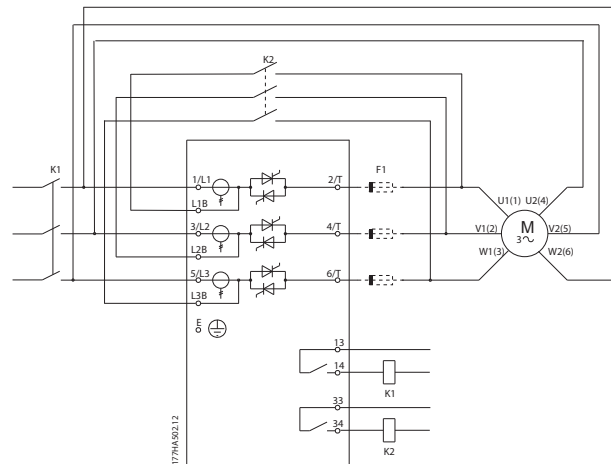 K2
K1
1/L1
2/T
F1
L1B
U1(1) U2(4)
3/L2
4/T
V1(2)
M
3~
V2(5)
L2B
W1(3)
W2(6)
5/L3
6/T
L3B
E
13
14
K1
33
34
K2
177HA502.12